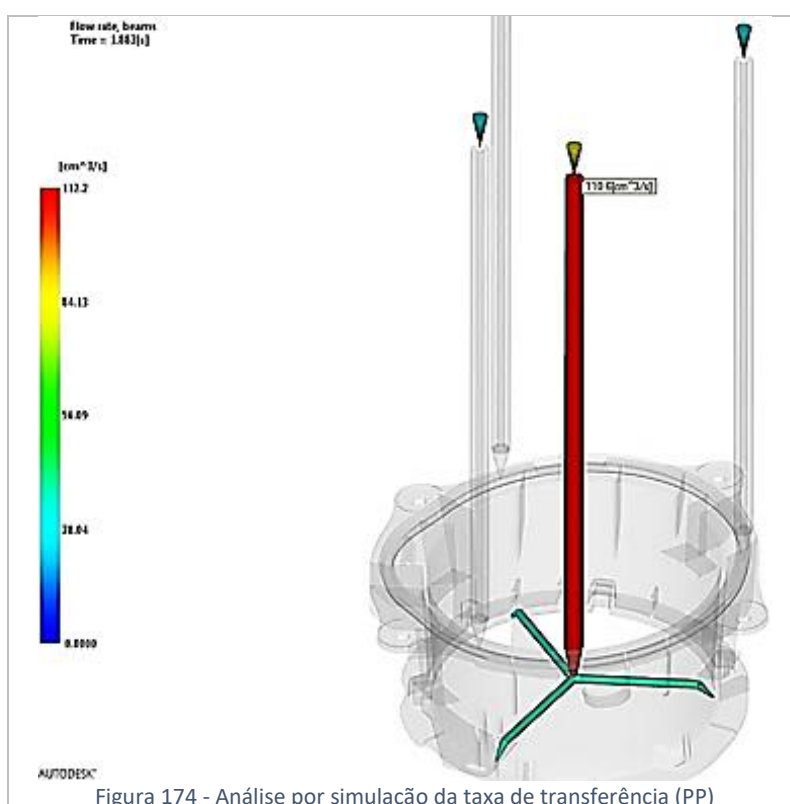 flow rate, beams
Time = 1.883[s]
[cm^3/s]
112.2
84.13
56.09
28.04
0.0000
110.6[cm^3/s]
AUTODESK
Figura 174 - Análise por simulação da taxa de transferência (PP)